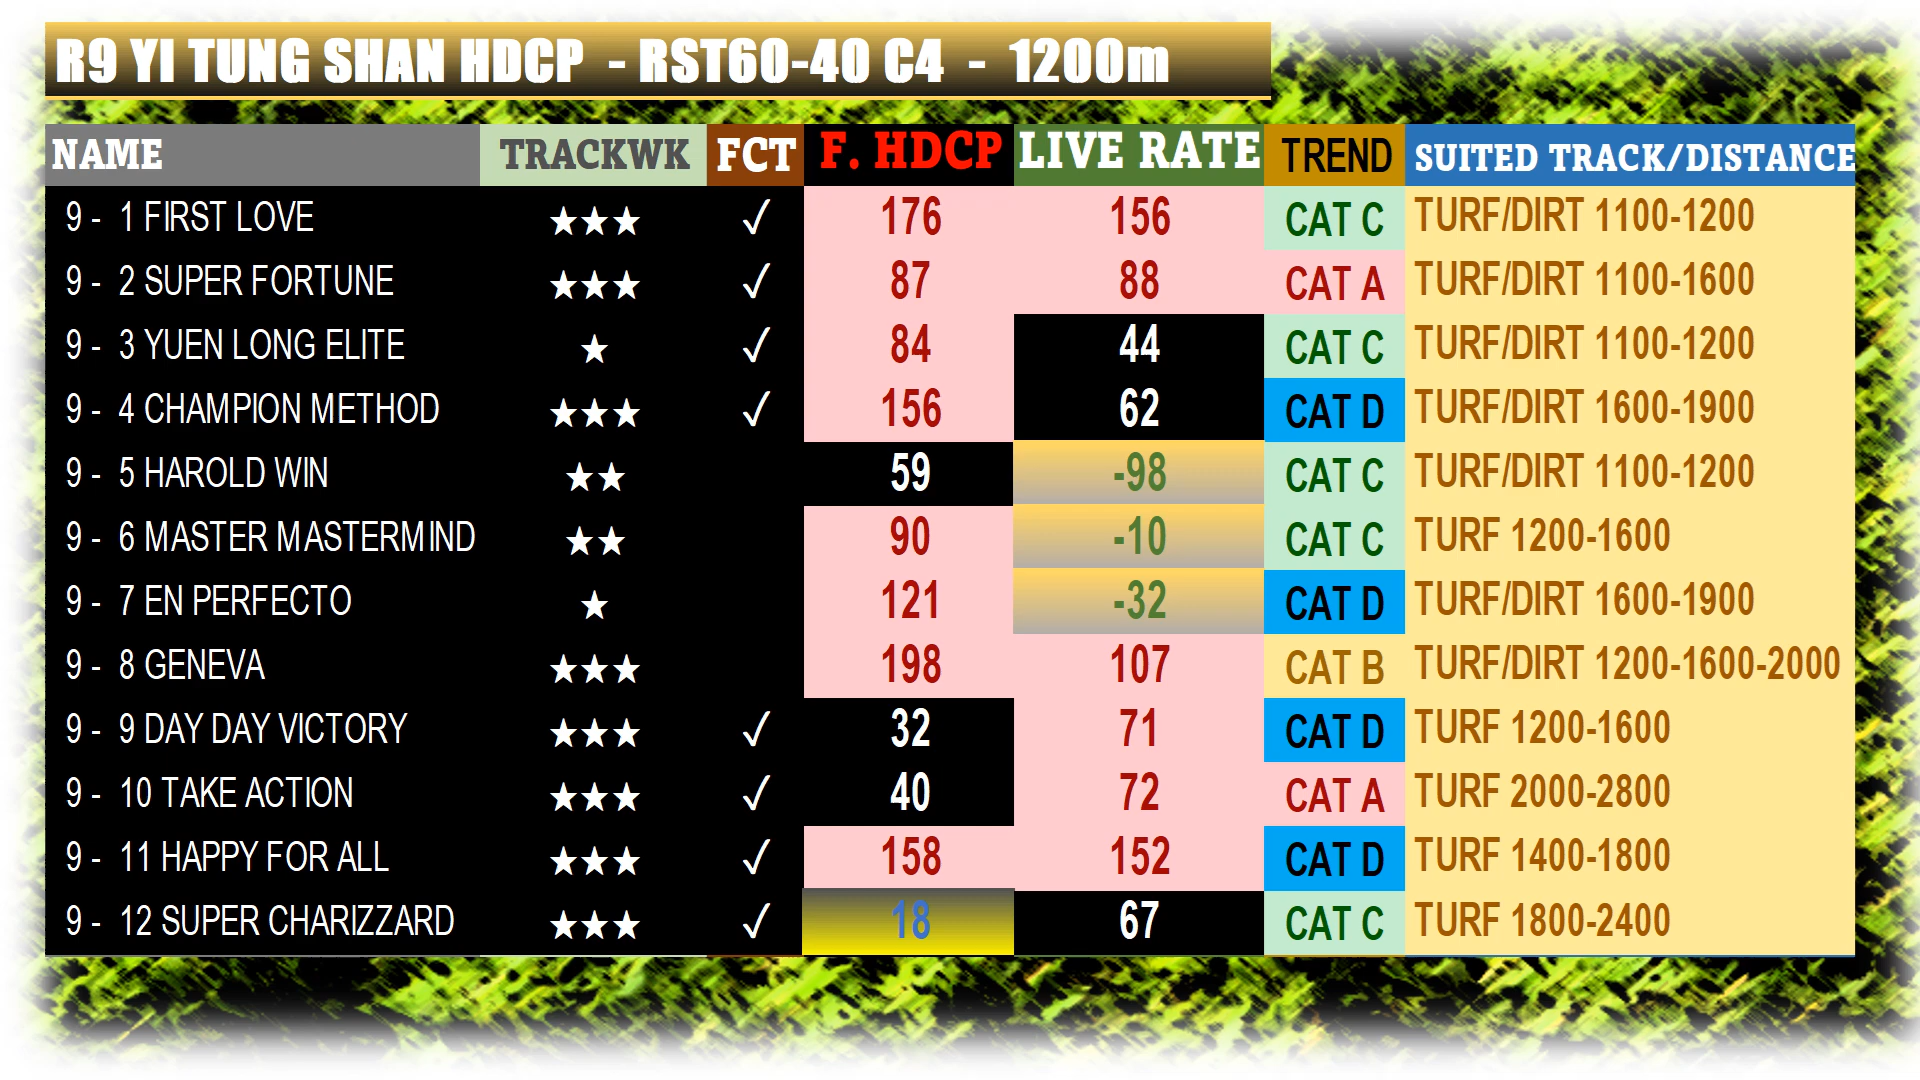 R9 YI TUNG SHAN HDCP - RST60-40 C4 - 1200m
NAME TRACKWK FCT F. HDCP LIVE RATE TREND SUITED TRACK/DISTANCE
9 - 1 FIRST LOVE ★★★ ✓ 176 156 CAT C TURF/DIRT 1100-1200
9 - 2 SUPER FORTUNE ★★★ ✓ 87 88 CAT A TURF/DIRT 1100-1600
9 - 3 YUEN LONG ELITE ★ ✓ 84 44 CAT C TURF/DIRT 1100-1200
9 - 4 CHAMPION METHOD ★★★ ✓ 156 62 CAT D TURF/DIRT 1600-1900
9 - 5 HAROLD WIN ★★ 59 -98 CAT C TURF/DIRT 1100-1200
9 - 6 MASTER MASTERMIND ★★ 90 -10 CAT C TURF 1200-1600
9 - 7 EN PERFECTO ★ 121 -32 CAT D TURF/DIRT 1600-1900
9 - 8 GENEVA ★★★ 198 107 CAT B TURF/DIRT 1200-1600-2000
9 - 9 DAY DAY VICTORY ★★★ ✓ 32 71 CAT D TURF 1200-1600
9 - 10 TAKE ACTION ★★★ ✓ 40 72 CAT A TURF 2000-2800
9 - 11 HAPPY FOR ALL ★★★ ✓ 158 152 CAT D TURF 1400-1800
9 - 12 SUPER CHARIZZARD ★★★ ✓ 18 67 CAT C TURF 1800-2400